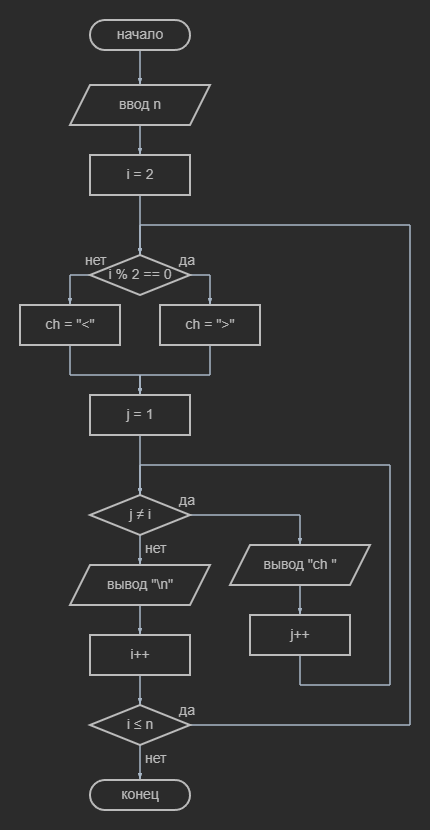 начало
ввод n
i = 2
нет
да
i % 2 == 0
ch = "<"
ch = ">"
j = 1
да
j ≠ i
нет
вывод "ch "
вывод "\n"
j++
i++
да
i ≤ n
нет
конец